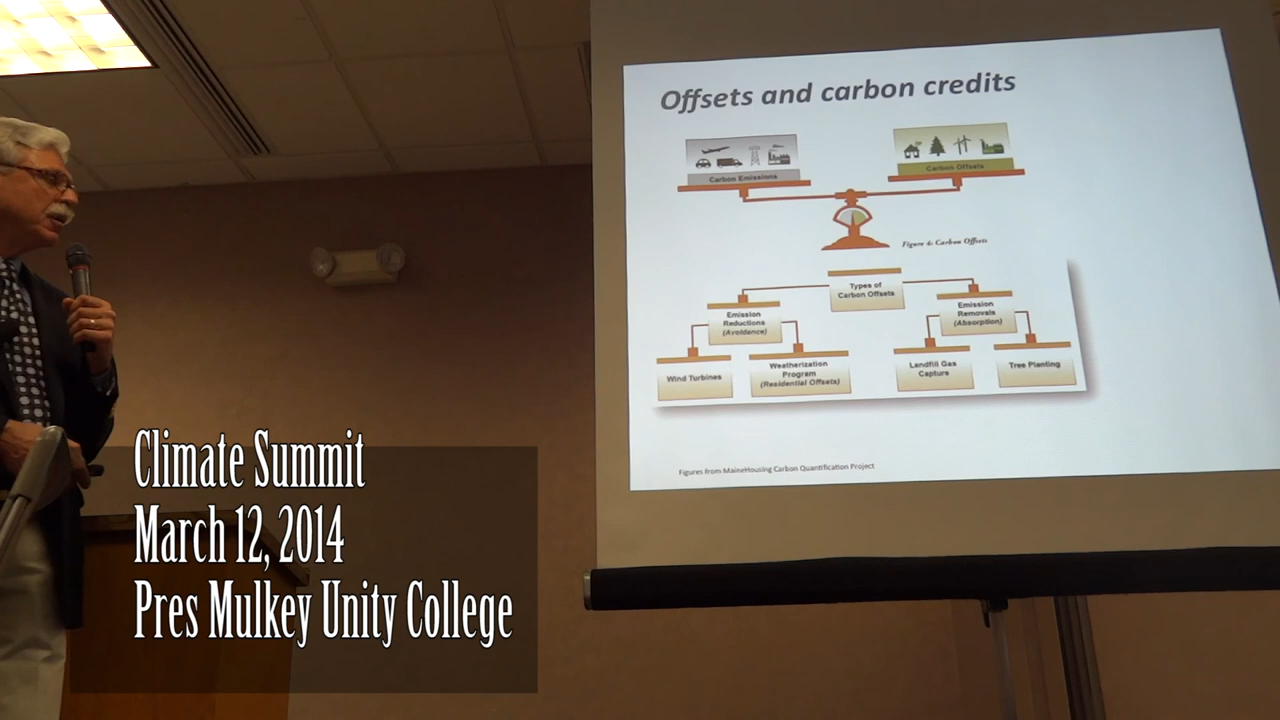 Offsets and carbon credits
Carbon Emissions
Carbon Offsets
Figure 4: Carbon Offsets
Types of
Carbon Offsets
Emission
Reductions
(Avoidance)
Emission
Removals
(Absorption)
Wind Turbines
Weatherization
Program
(Residential Offsets)
Landfill Gas
Capture
Tree Planting
Figures from MaineHousing Carbon Quantification Project
Climate Summit
March 12, 2014
Pres Mulkey Unity College